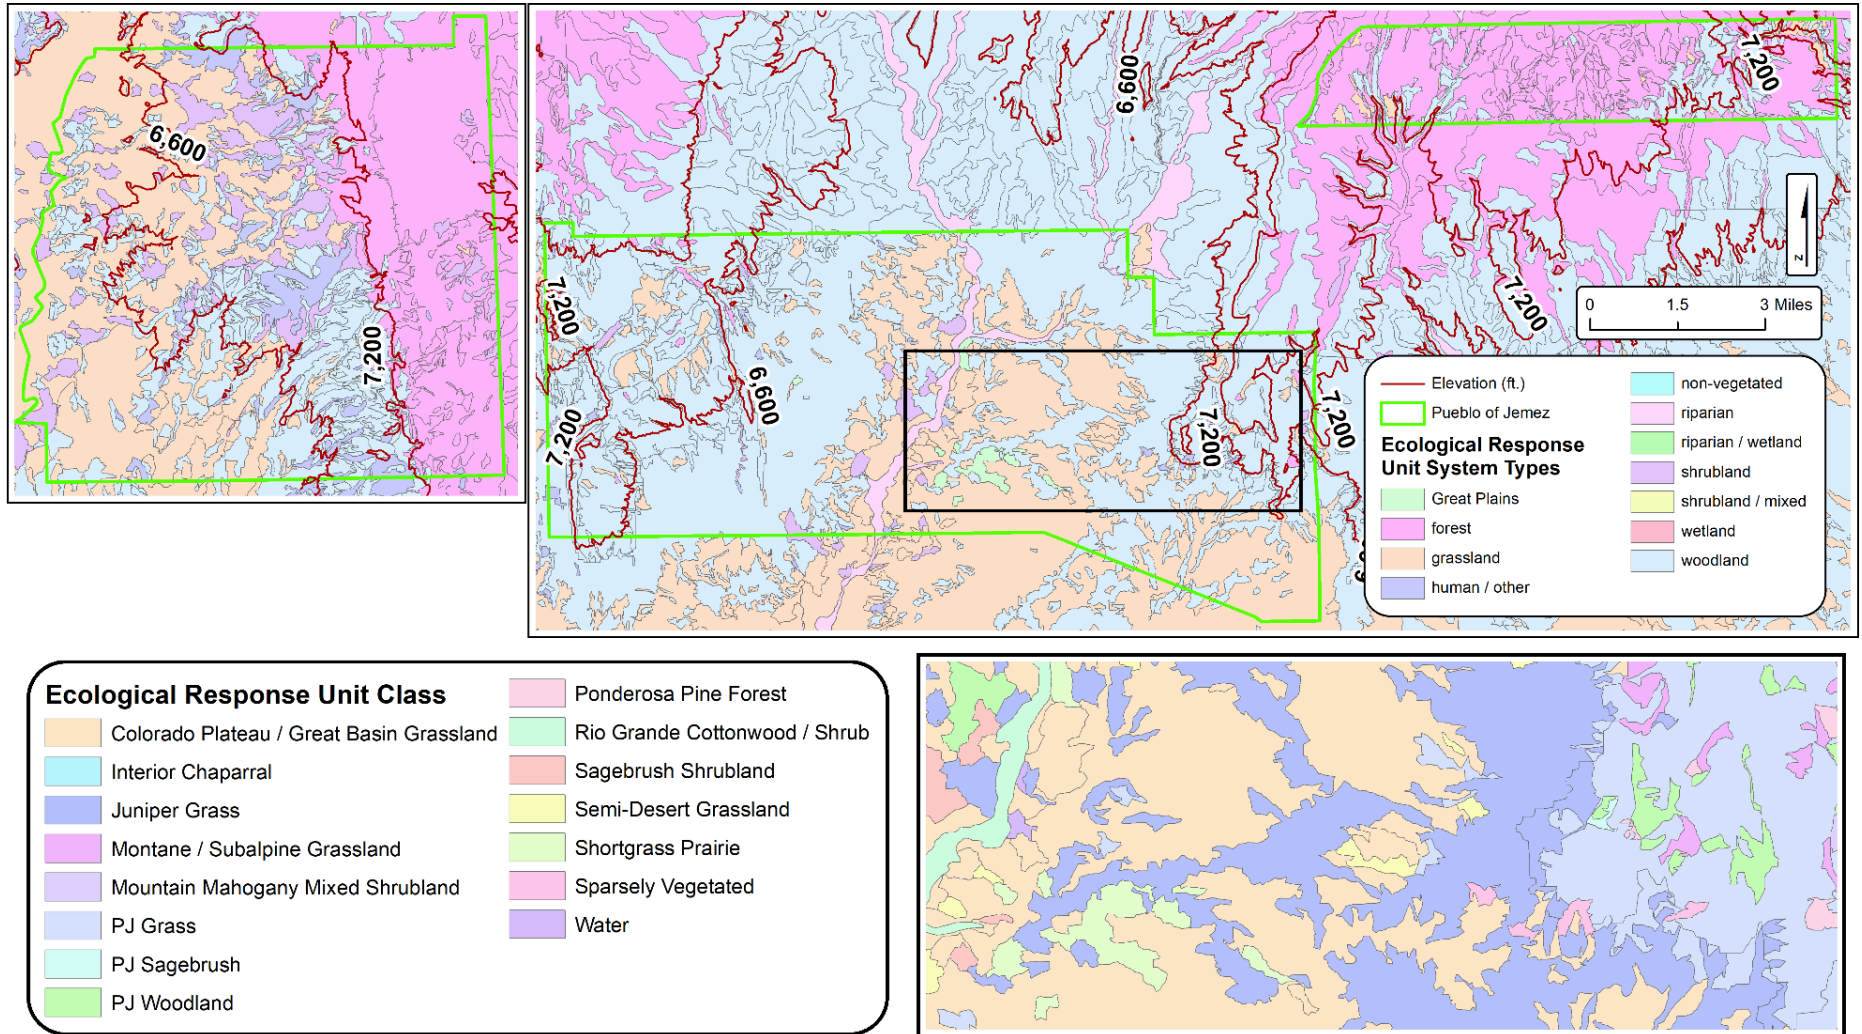 6,600
7,200
6,600
7,200
7,200
7,200
6,600
7,200
7,200
7,200
N
0 1.5 3 Miles
Elevation (ft.)
Pueblo of Jemez
Ecological Response
Unit System Types
Great Plains
forest
grassland
human / other
non-vegetated
riparian
riparian / wetland
shrubland
shrubland / mixed
wetland
woodland
Ecological Response Unit Class
Colorado Plateau / Great Basin Grassland
Interior Chaparral
Juniper Grass
Montane / Subalpine Grassland
Mountain Mahogany Mixed Shrubland
PJ Grass
PJ Sagebrush
PJ Woodland
Ponderosa Pine Forest
Rio Grande Cottonwood / Shrub
Sagebrush Shrubland
Semi-Desert Grassland
Shortgrass Prairie
Sparsely Vegetated
Water